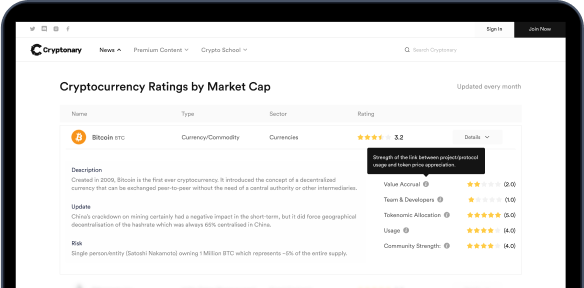 Sign in
Join Now
Cryptonary
News
Premium Content
Crypto School
Search Cryptonary
Cryptocurrency Ratings by Market Cap
Updated every month
Name Type Sector Rating
Bitcoin BTC Currency/Commodity Currencies 3.2 Details
Strength of the link between project/protocol
usage and token price appreciation.
Description
Created in 2009, Bitcoin is the first ever cryptocurrency. It introduced the concept of a decentralized
currency that can be exchanged peer-to-peer without the need of a central authority or other intermediaries.
Update
China's crackdown on mining certainly had a negative impact in the short-term, but it did force geographical
decentralisation of the hashrate which was always 65% centralised in China.
Risk
Single person/entity (Satoshi Nakamoto) owning 1 Million BTC which represents ~5% of the entire supply.
Value Accrual (2.0)
Team & Developers (1.0)
Tokenomic Allocation (5.0)
Usage (4.0)
Community Strength: (4.0)